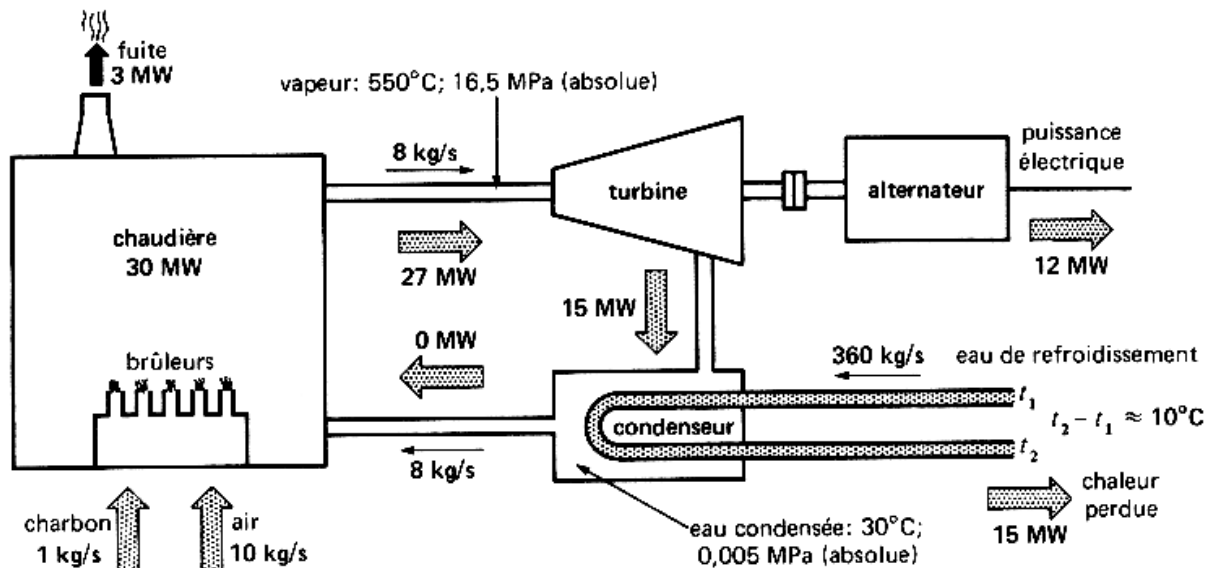 fuite
3 MW
vapeur: 550°C; 16,5 MPa (absolue)
8 kg/s
puissance
électrique
turbine
alternateur
chaudière
30 MW
27 MW
12 MW
15 MW
0 MW
brûleurs
360 kg/s
eau de refroidissement
t₁
condenseur
t₂ − t₁ ≈ 10°C
t₂
8 kg/s
chaleur
perdue
charbon
1 kg/s
air
10 kg/s
eau condensée: 30°C;
0,005 MPa (absolue)
15 MW